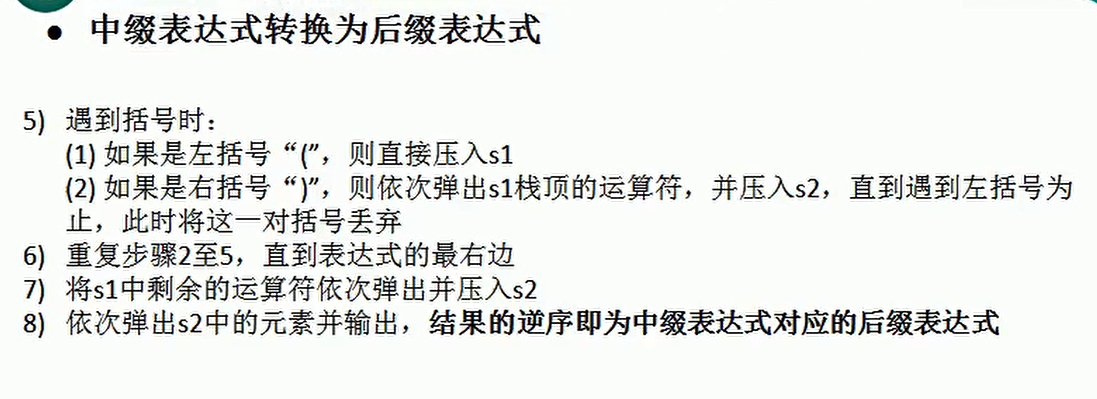 • 中缀表达式转换为后缀表达式
5) 遇到括号时：
(1) 如果是左括号“(”，则直接压入s1
(2) 如果是右括号“)”，则依次弹出s1栈顶的运算符，并压入s2，直到遇到左括号为
止，此时将这一对括号丢弃
6) 重复步骤2至5，直到表达式的最右边
7) 将s1中剩余的运算符依次弹出并压入s2
8) 依次弹出s2中的元素并输出，结果的逆序即为中缀表达式对应的后缀表达式